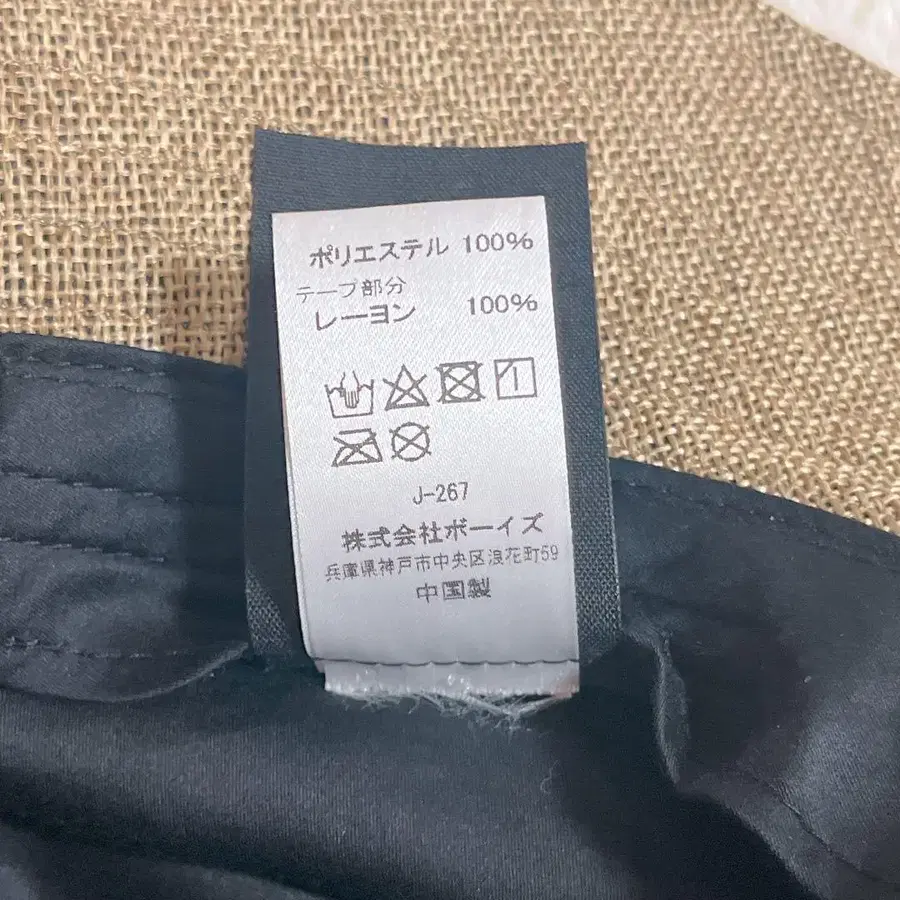 ポリエステル 100%
テープ部分
レーヨン 100%
J-267
株式会社ボーイズ
兵庫県神戸市中央区浪花町59
中国製